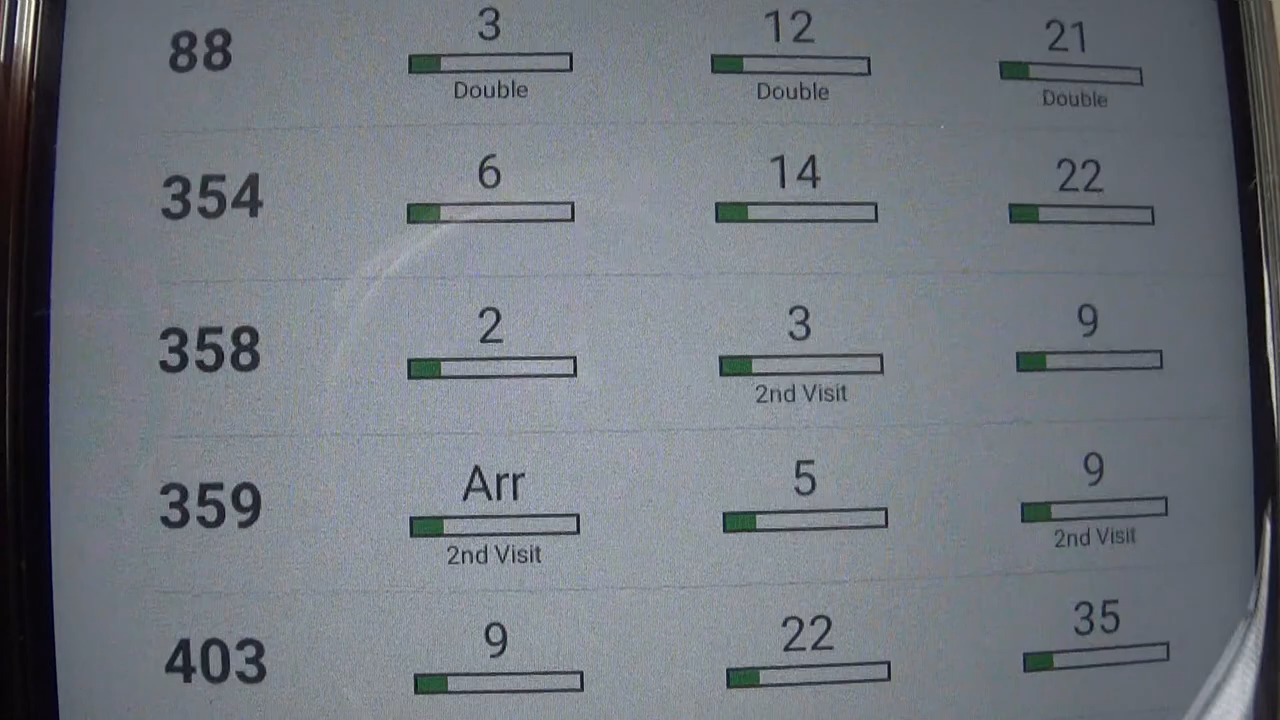 88 3 12 21
Double Double Double
354 6 14 22
358 2 3 9
2nd Visit
359 Arr 5 9
2nd Visit 2nd Visit
403 9 22 35